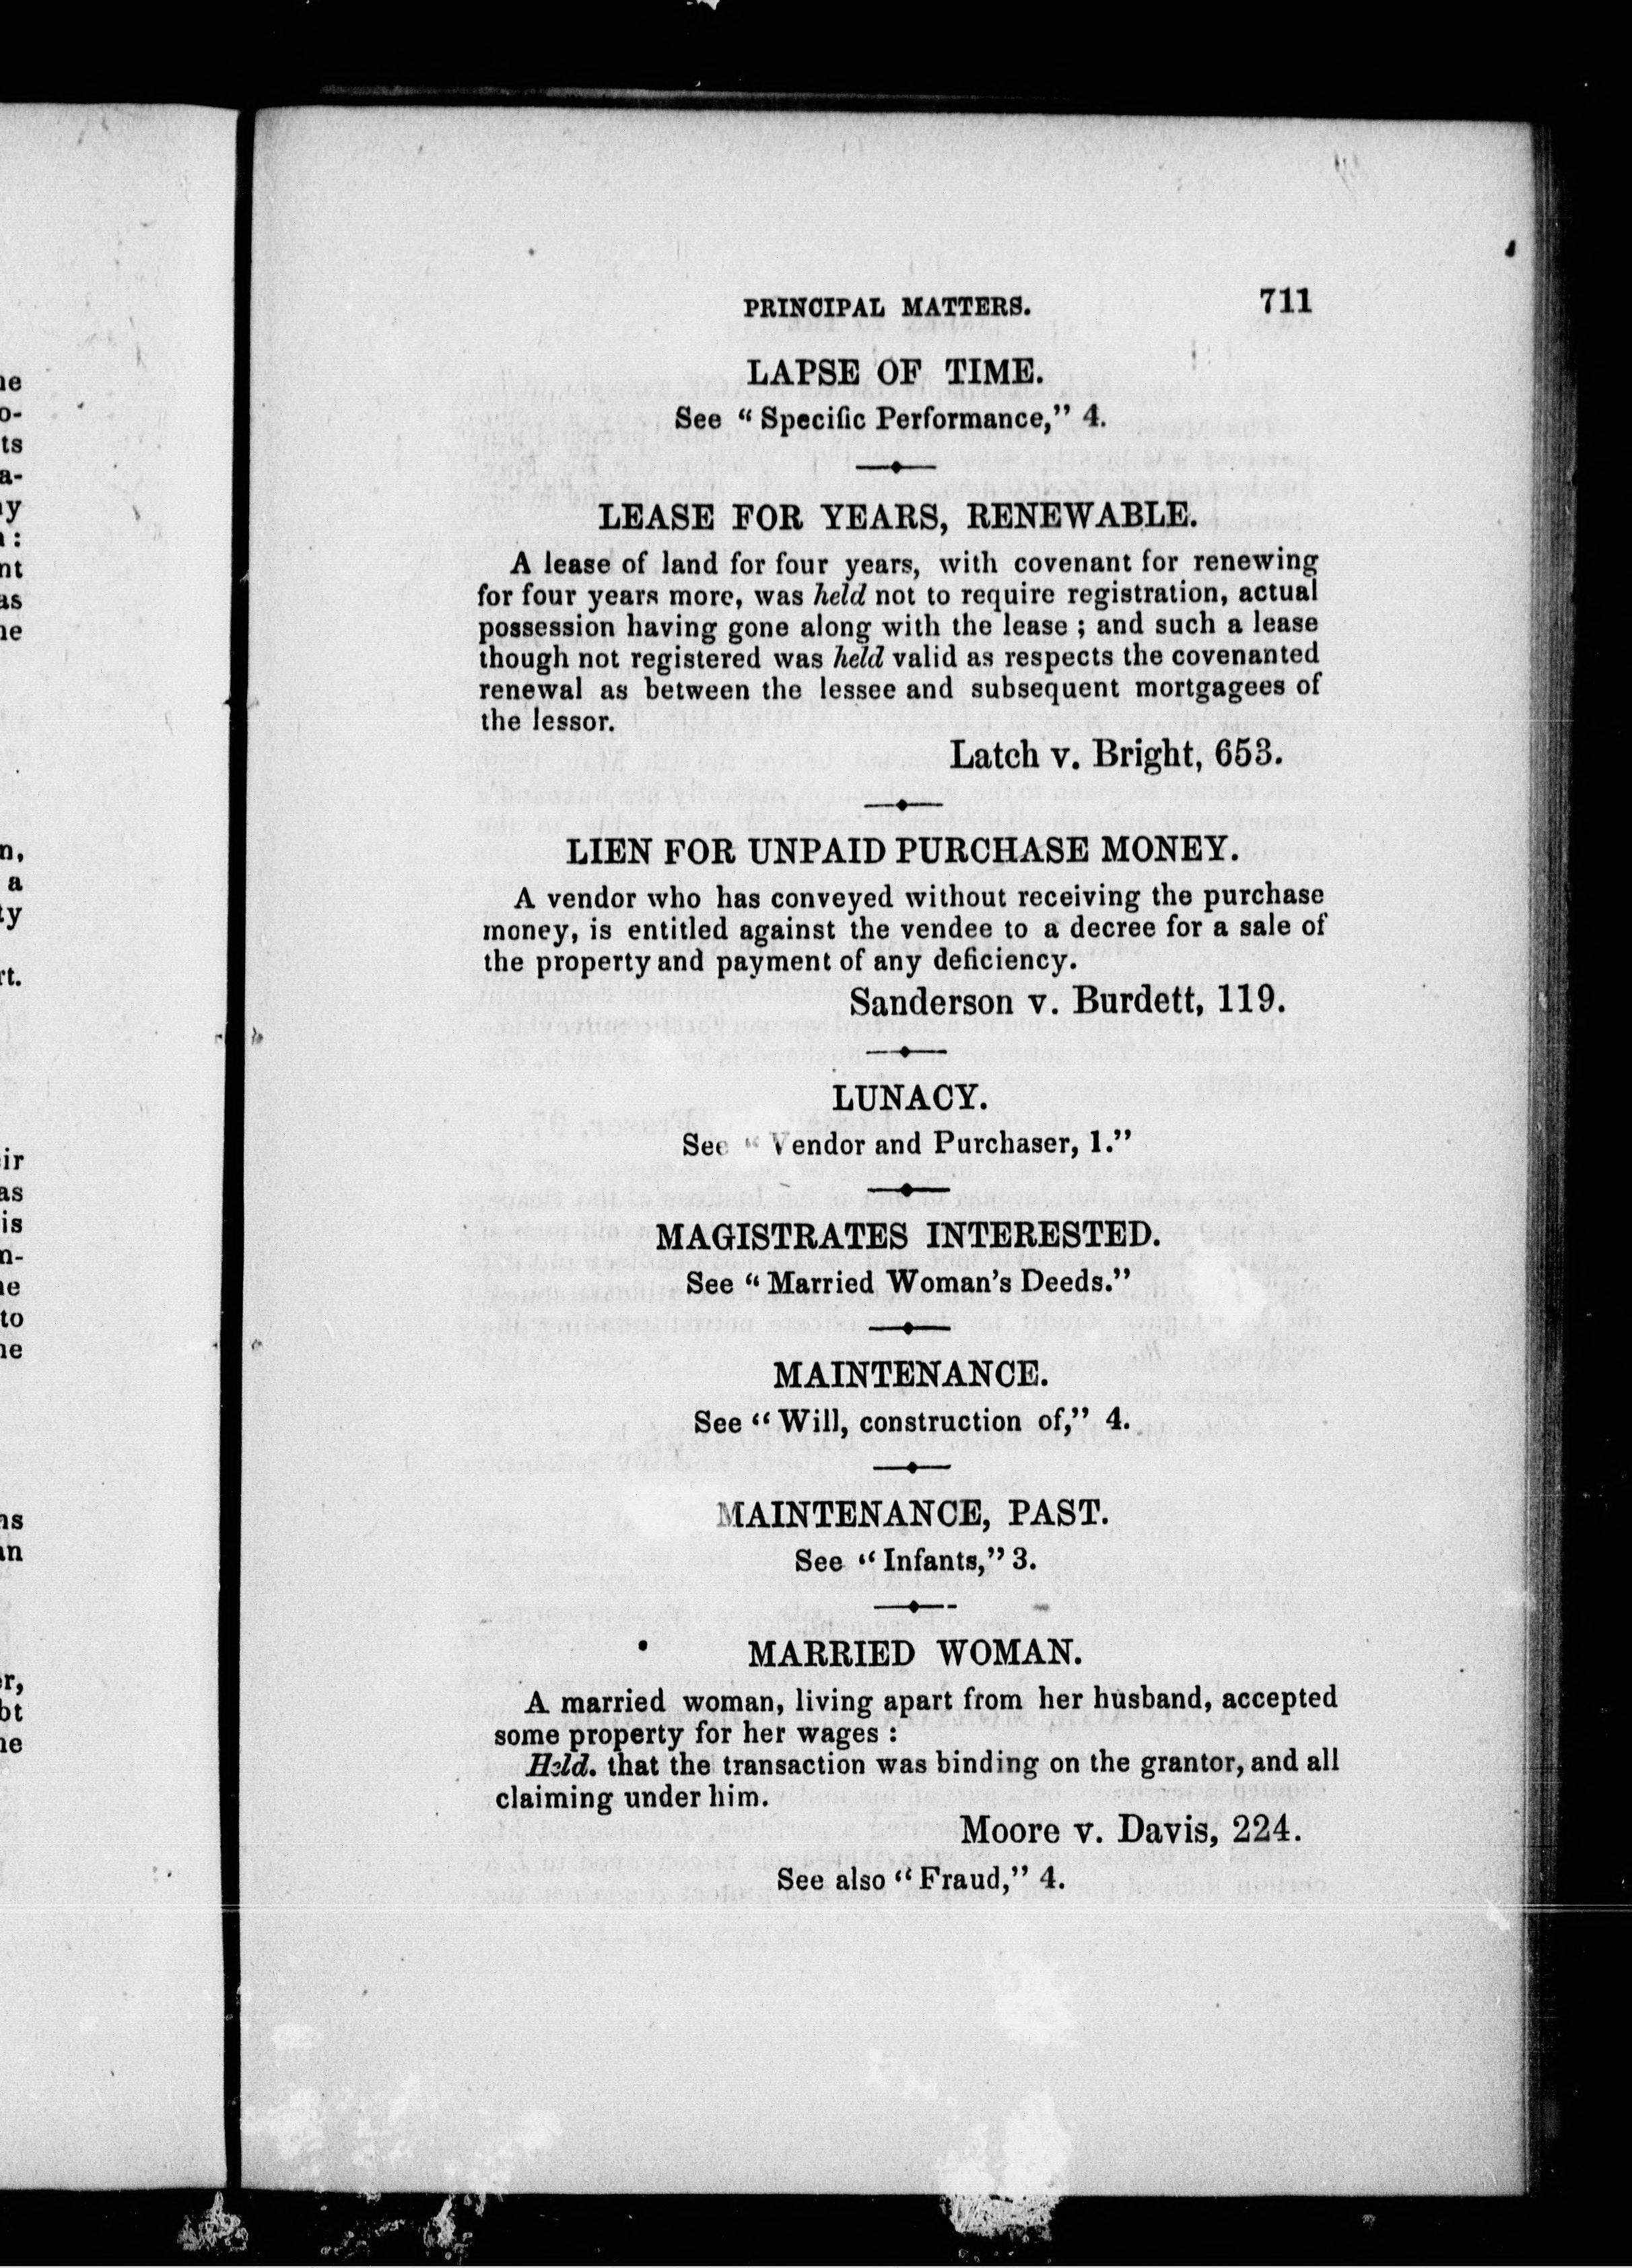 PRINCIPAL MATTERS. 711
LAPSE OF TIME.
See "Specific Performance," 4.
LEASE FOR YEARS, RENEWABLE.
A lease of land for four years, with covenant for renewing
for four years more, was held not to require registration, actual
possession having gone along with the lease ; and such a lease
though not registered was held valid as respects the covenanted
renewal as between the lessee and subsequent mortgagees of
the lessor.
Latch v. Bright, 653.
LIEN FOR UNPAID PURCHASE MONEY.
A vendor who has conveyed without receiving the purchase
money, is entitled against the vendee to a decree for a sale of
the property and payment of any deficiency.
Sanderson v. Burdett, 119.
LUNACY.
See "Vendor and Purchaser, 1."
MAGISTRATES INTERESTED.
See "Married Woman's Deeds."
MAINTENANCE.
See "Will, construction of," 4.
MAINTENANCE, PAST.
See "Infants," 3.
MARRIED WOMAN.
A married woman, living apart from her husband, accepted
some property for her wages :
Held. that the transaction was binding on the grantor, and all
claiming under him.
Moore v. Davis, 224.
See also "Fraud," 4.